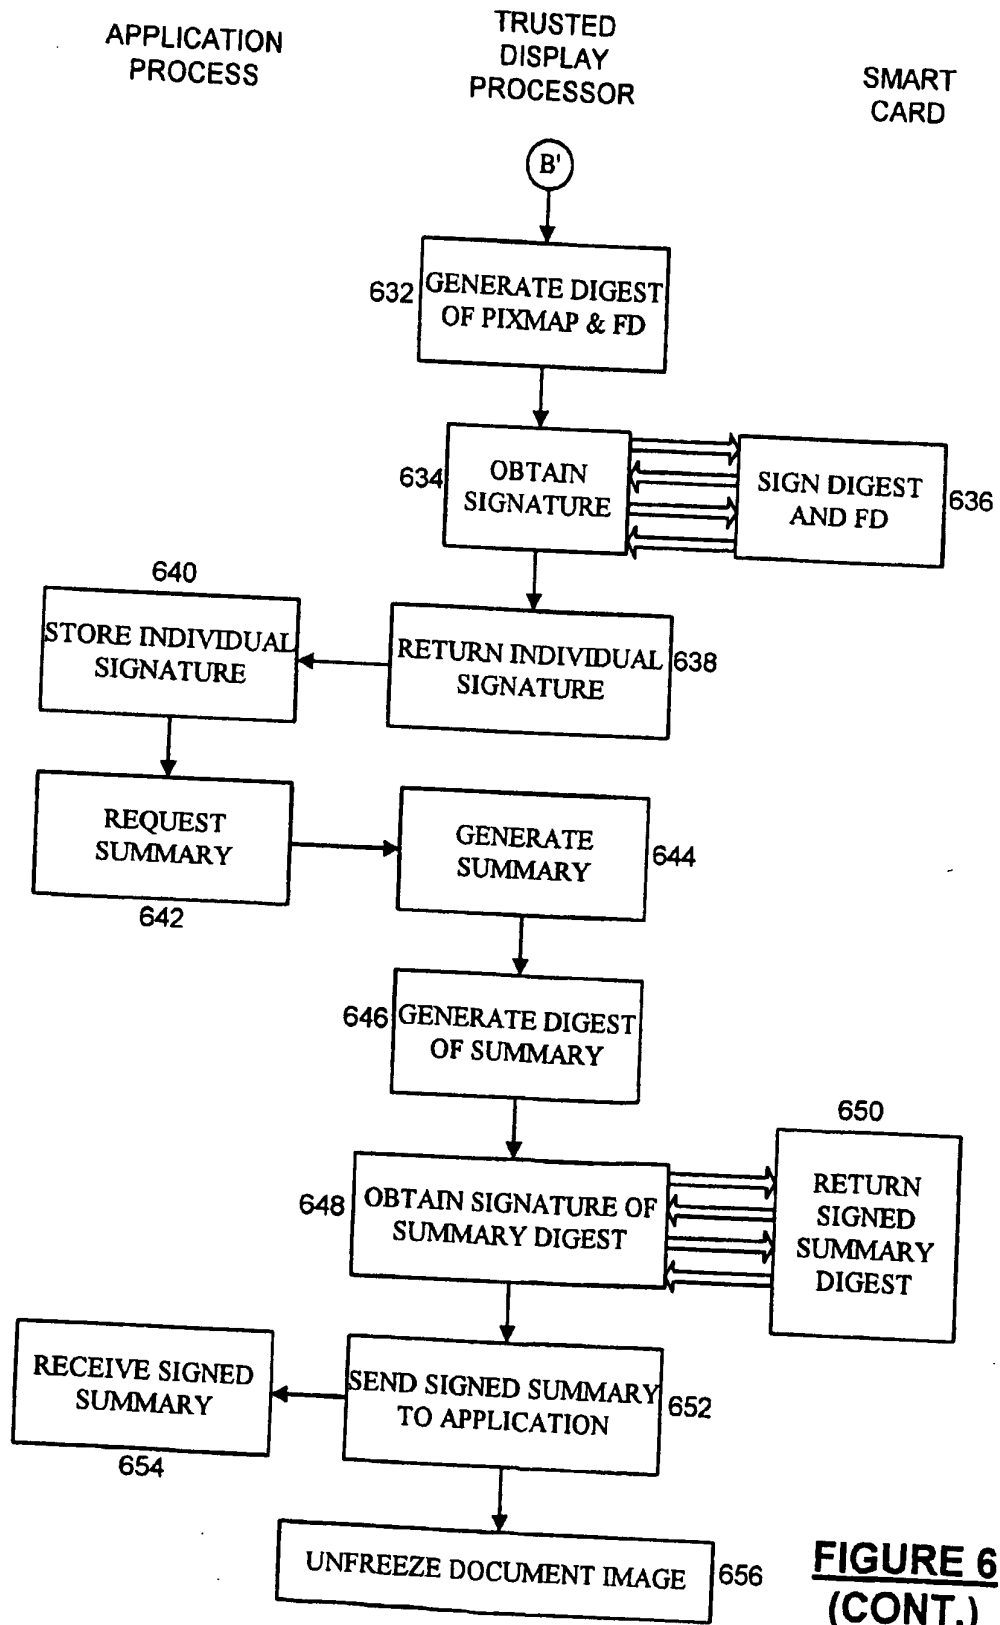 APPLICATION
PROCESS
TRUSTED
DISPLAY
PROCESSOR
SMART
CARD
B'
632
GENERATE DIGEST
OF PIXMAP & FD
634
OBTAIN
SIGNATURE
SIGN DIGEST
AND FD
636
640
STORE INDIVIDUAL
SIGNATURE
RETURN INDIVIDUAL
SIGNATURE
638
REQUEST
SUMMARY
642
GENERATE
SUMMARY
644
646
GENERATE DIGEST
OF SUMMARY
648
OBTAIN SIGNATURE OF
SUMMARY DIGEST
650
RETURN
SIGNED
SUMMARY
DIGEST
RECEIVE SIGNED
SUMMARY
654
SEND SIGNED SUMMARY
TO APPLICATION
652
UNFREEZE DOCUMENT IMAGE
656
FIGURE 6
(CONT.)